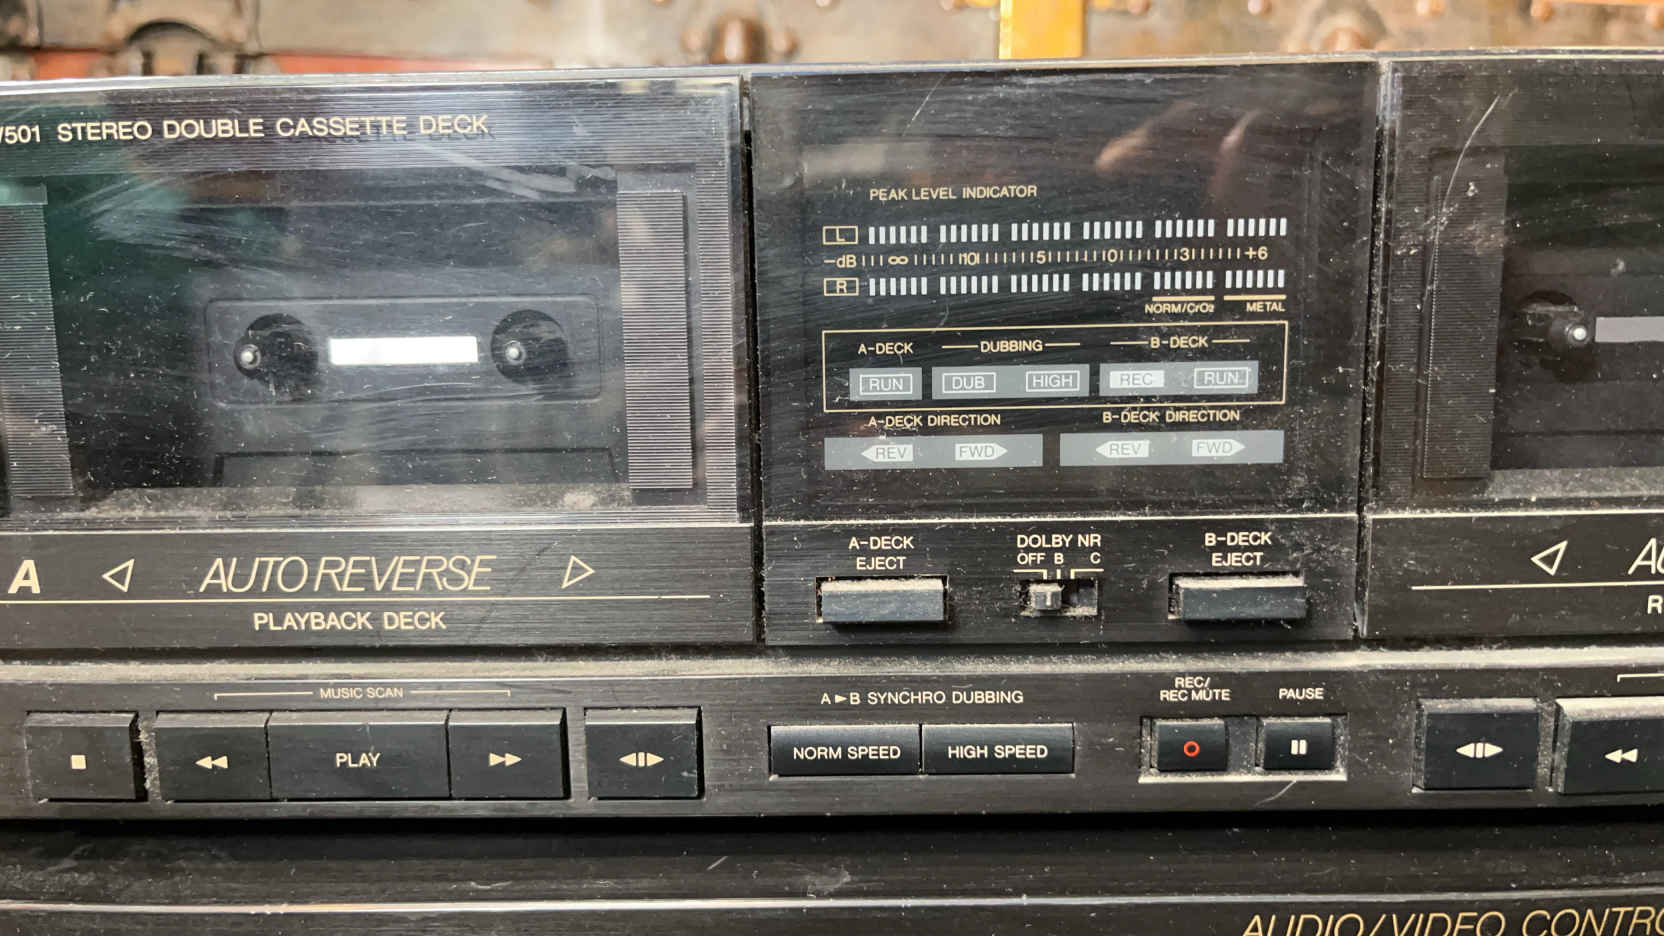 /501 STEREO DOUBLE CASSETTE DECK
PEAK LEVEL INDICATOR
L
-dB ∞ 10 5 0 3 +6
R
NORM/CrO₂ METAL
A-DECK DUBBING B-DECK
RUN DUB HIGH REC RUN
A-DECK DIRECTION B-DECK DIRECTION
REV FWD REV FWD
A-DECK EJECT
DOLBY NR
OFF B C
B-DECK EJECT
A ◁ AUTO REVERSE ▷
PLAYBACK DECK
◁ AU
R
MUSIC SCAN
A►B SYNCHRO DUBBING
REC/
REC MUTE
PAUSE
PLAY
NORM SPEED HIGH SPEED
AUDIO/VIDEO CONTRO